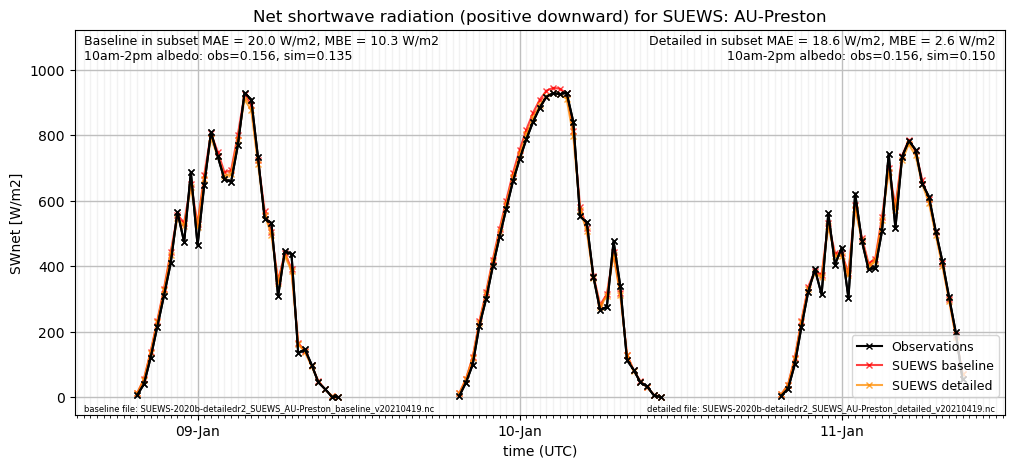 Net shortwave radiation (positive downward) for SUEWS: AU-Preston
Baseline in subset MAE = 20.0 W/m2, MBE = 10.3 W/m2
10am-2pm albedo: obs=0.156, sim=0.135
Detailed in subset MAE = 18.6 W/m2, MBE = 2.6 W/m2
10am-2pm albedo: obs=0.156, sim=0.150
SWnet [W/m2]
1000
800
600
400
200
0
Observations
SUEWS baseline
SUEWS detailed
baseline file: SUEWS-2020b-detailedr2_SUEWS_AU-Preston_baseline_v20210419.nc
detailed file: SUEWS-2020b-detailedr2_SUEWS_AU-Preston_detailed_v20210419.nc
09-Jan
10-Jan
11-Jan
time (UTC)